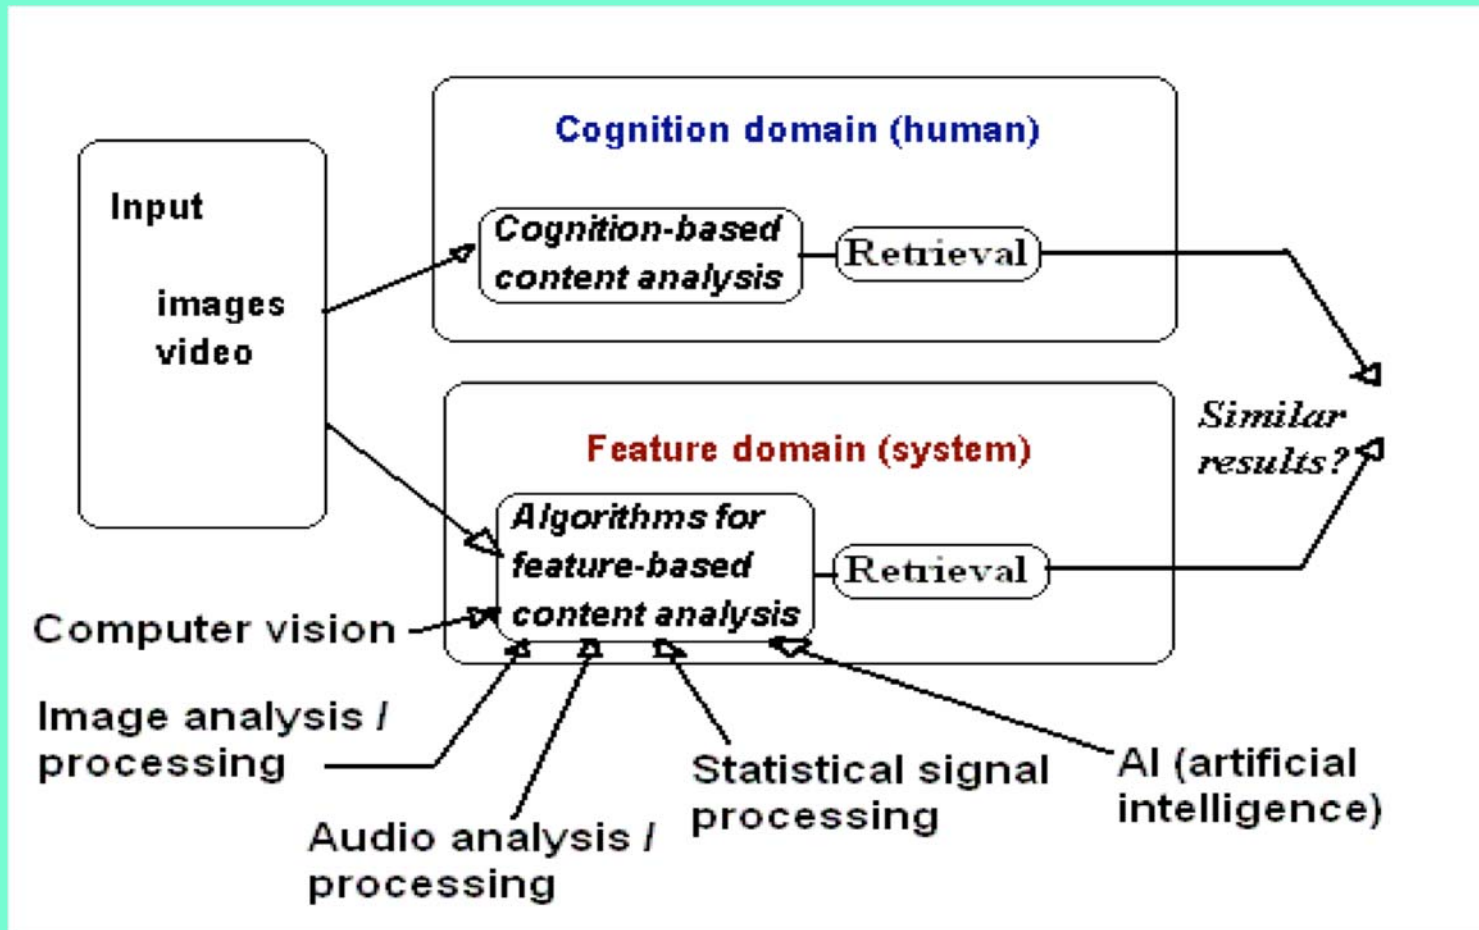 Cognition domain (human)
Input
images
video
Cognition-based
content analysis
Retrieval
Similar
results?
Feature domain (system)
Algorithms for
feature-based
content analysis
Retrieval
Computer vision
Image analysis /
processing
Audio analysis /
processing
Statistical signal
processing
AI (artificial
intelligence)